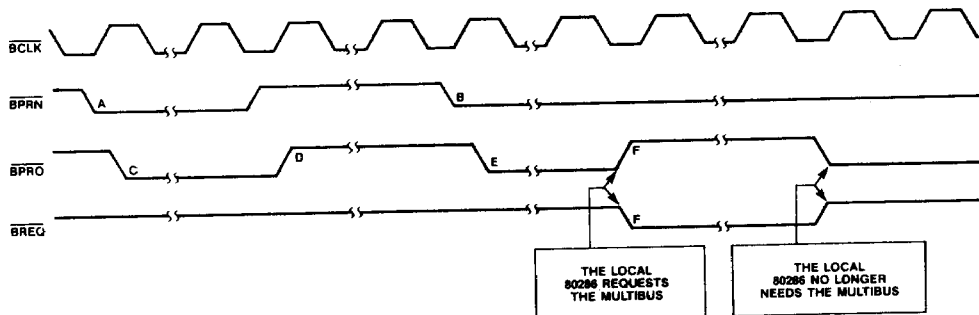 BCLK
BPRN
A
B
BPRO
C
D
E
F
BREQ
F
THE LOCAL
80286 REQUESTS
THE MULTIBUS
THE LOCAL
80286 NO LONGER
NEEDS THE MULTIBUS